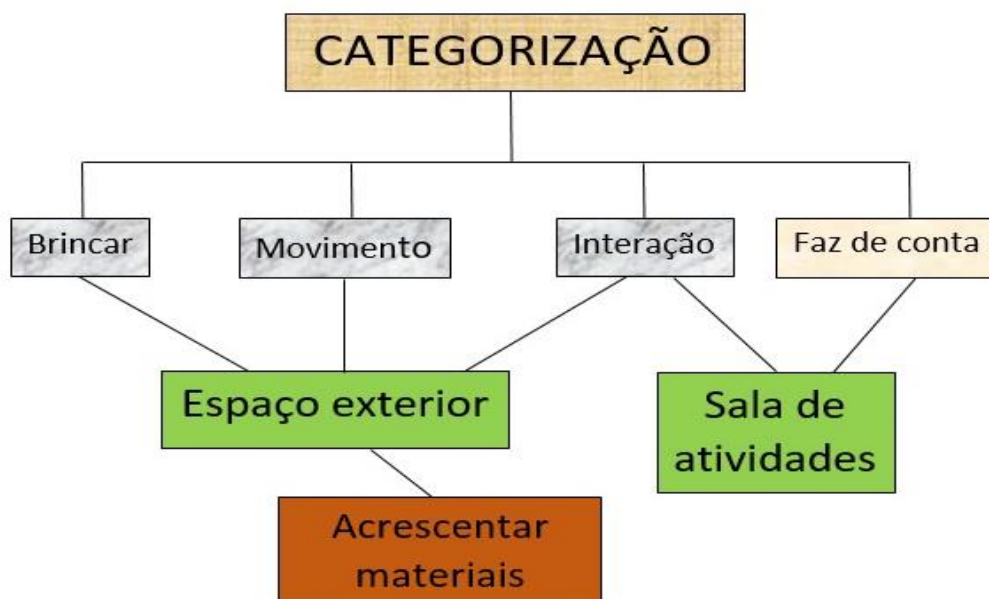 CATEGORIZAÇÃO
Brincar
Movimento
Interação
Faz de conta
Espaço exterior
Sala de
atividades
Acrescentar
materiais